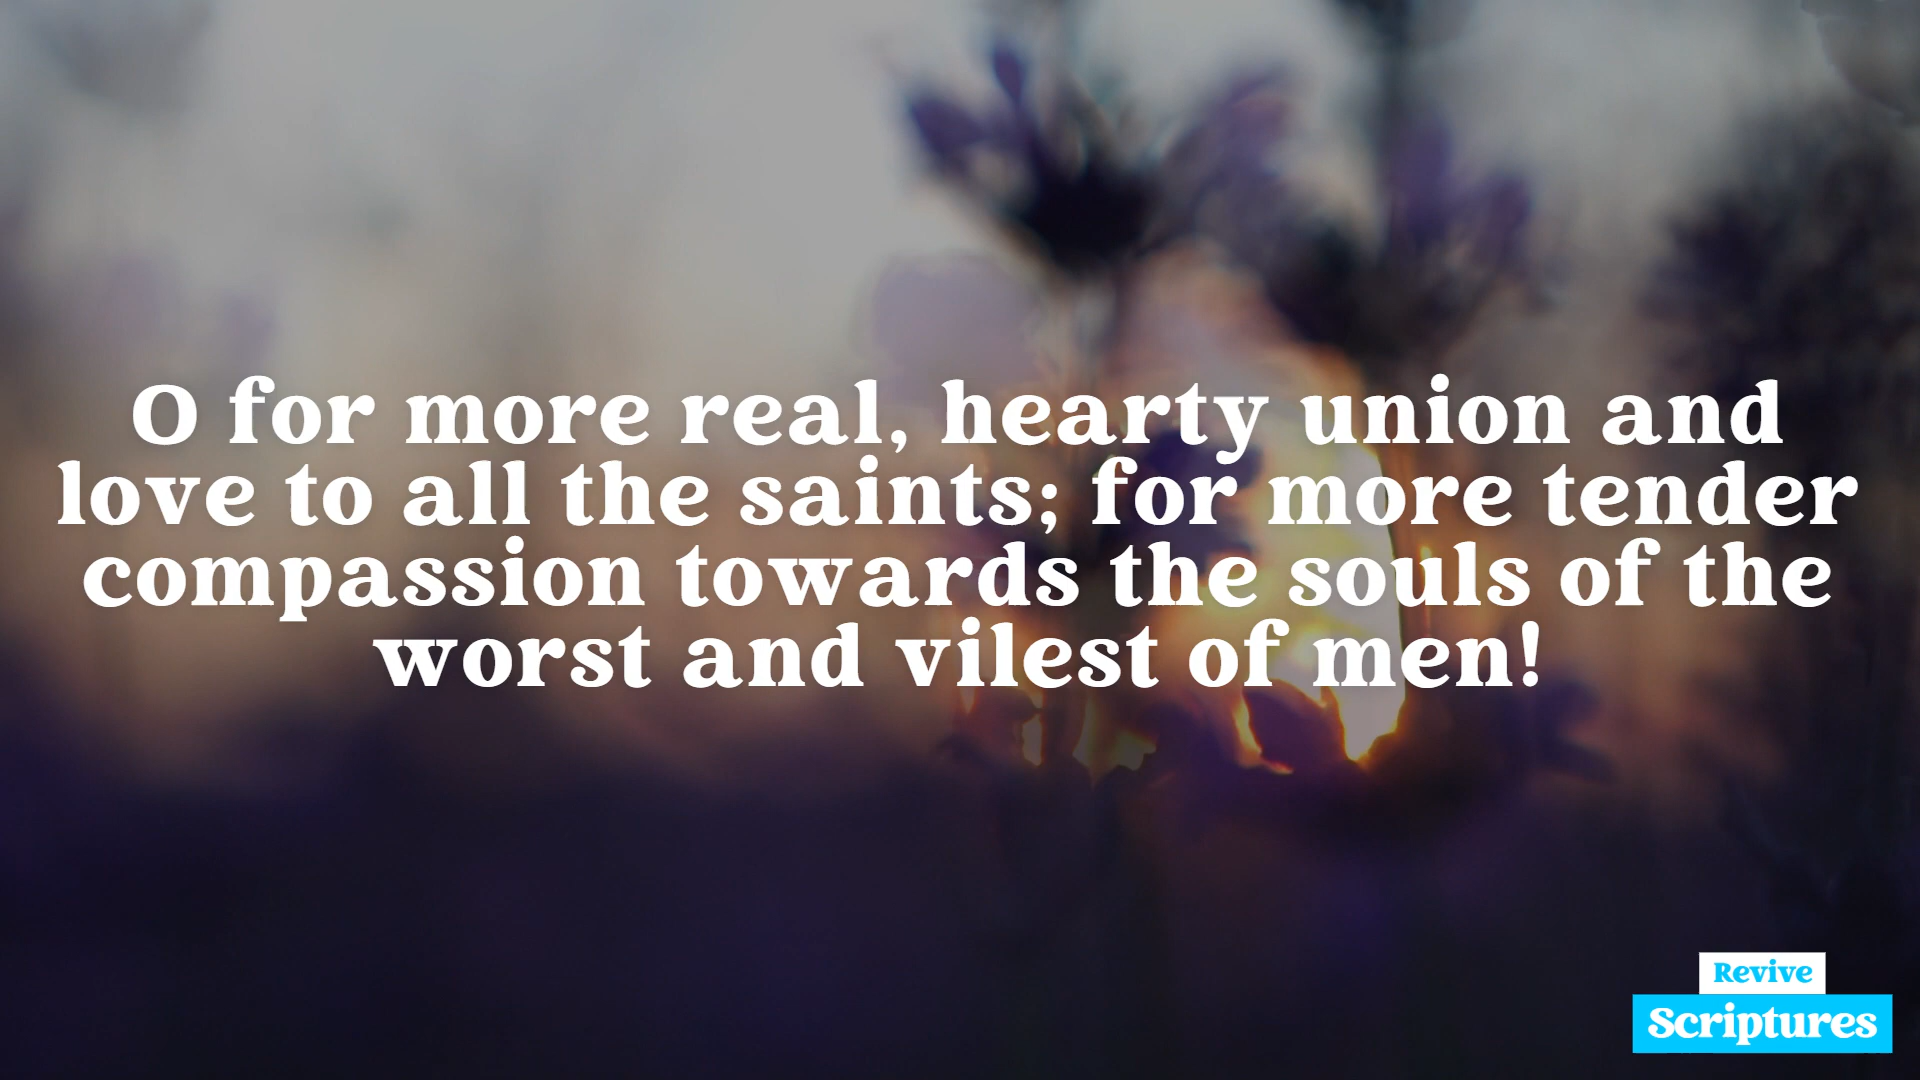 O for more real, hearty union and
love to all the saints; for more tender
compassion towards the souls of the
worst and vilest of men!
Revive
Scriptures